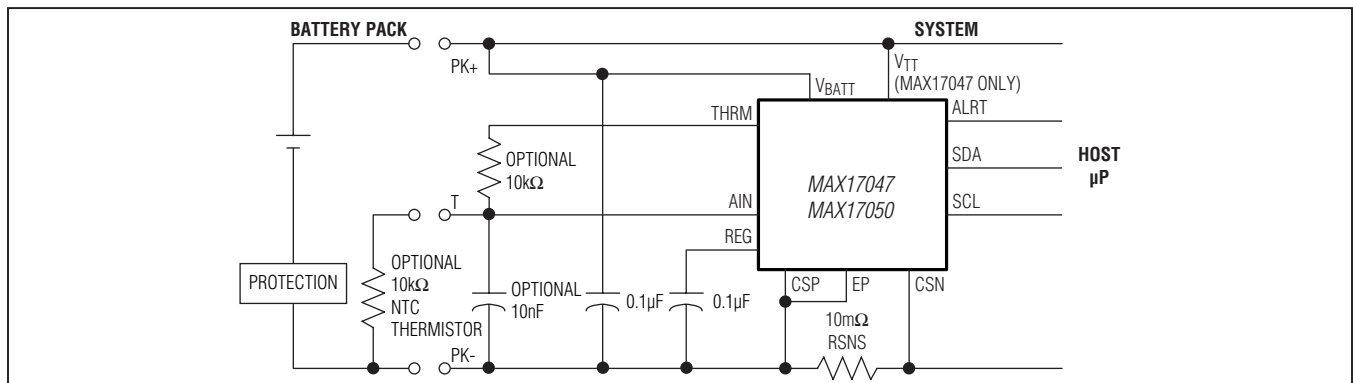 BATTERY PACK
SYSTEM
PK+
VTT
(MAX17047 ONLY)
VBATT
THRM
ALRT
OPTIONAL
10kΩ
SDA
HOST
µP
MAX17047
MAX17050
T
AIN
SCL
REG
PROTECTION
OPTIONAL
10kΩ
NTC
THERMISTOR
OPTIONAL
10nF
0.1µF
0.1µF
CSP
EP
CSN
10mΩ
RSNS
PK-